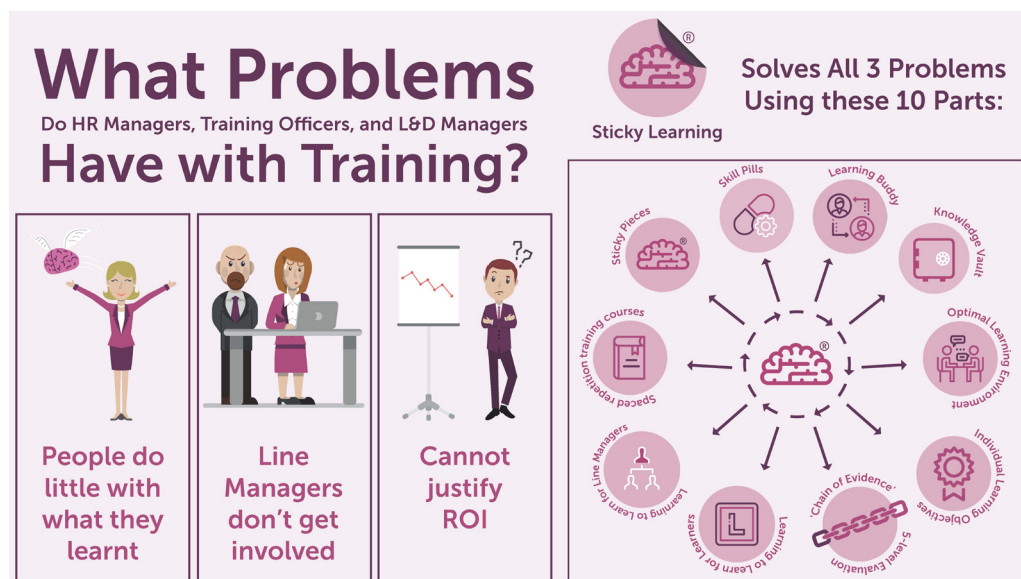 What Problems
Do HR Managers, Training Officers, and L&D Managers
Have with Training?
People do
little with
what they
learnt
Line
Managers
don't get
involved
??
?
Cannot
justify
ROI
®
Sticky Learning
Solves All 3 Problems
Using these 10 Parts:
Skill Pills
Learning Buddy
Knowledge Vault
Optimal Learning Environment
Individual Learning Objectives
'Chain of Evidence'
5-level Evaluation
L
Learning to Learn for Learners
Learning to Learn for Line Managers
Spaced repetition training courses
Sticky Pieces
®
®